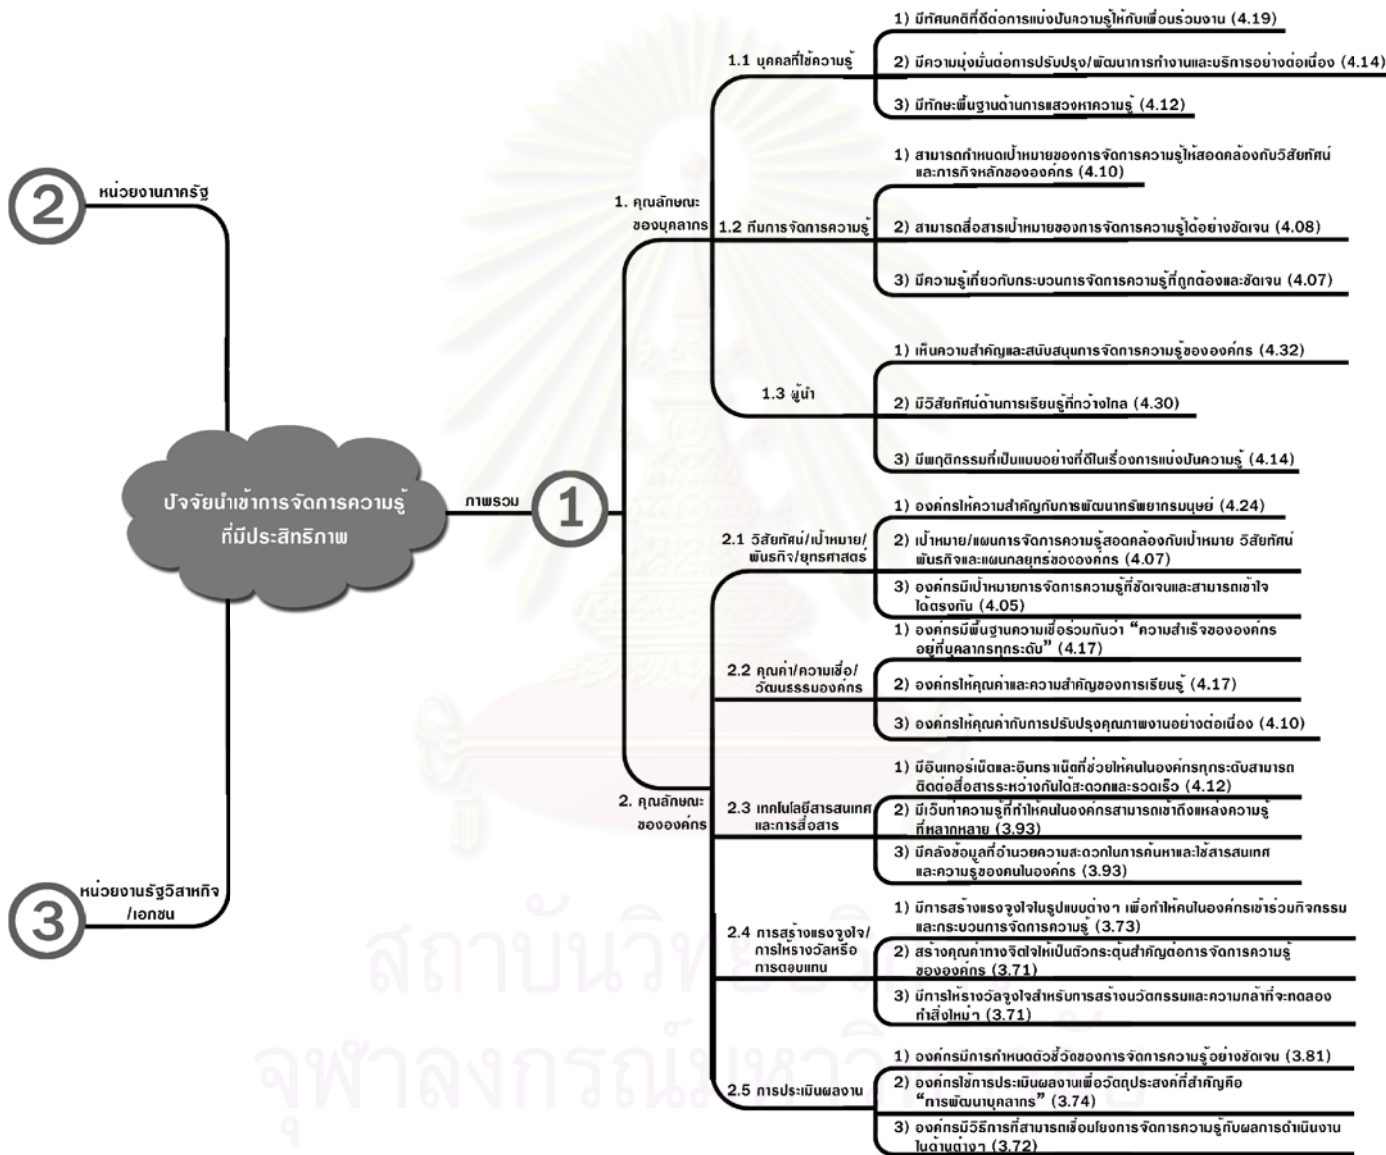 1) มีทัศนคติที่ดีต่อการแบ่งปันความรู้ให้กับเพื่อนร่วมงาน (4.19)
1.1 บุคคลที่ใช้ความรู้
2) มีความมุ่งมั่นต่อการปรับปรุง/พัฒนาการทำงานและบริการอย่างต่อเนื่อง (4.14)
3) มีทักษะพื้นฐานด้านการแสวงหาความรู้ (4.12)
1) สามารถกำหนดเป้าหมายของการจัดการความรู้ให้สอดคล้องกับวิสัยทัศน์
และภารกิจหลักขององค์กร (4.10)
2
หน่วยงานภาครัฐ
1. คุณลักษณะ
ของบุคลากร
1.2 ทีมการจัดการความรู้
2) สามารถสื่อสารเป้าหมายของการจัดการความรู้ได้อย่างชัดเจน (4.08)
3) มีความรู้เกี่ยวกับกระบวนการจัดการความรู้ที่ถูกต้องและชัดเจน (4.07)
1) เห็นความสำคัญและสนับสนุนการจัดการความรู้ขององค์กร (4.32)
1.3 ผู้นำ
2) มีวิสัยทัศน์ด้านการเรียนรู้ที่กว้างไกล (4.30)
3) มีพฤติกรรมที่เป็นแบบอย่างที่ดีในเรื่องการแบ่งปันความรู้ (4.14)
ปัจจัยนำเข้าการจัดการความรู้
ที่มีประสิทธิภาพ
ภาพรวม
1
1) องค์กรให้ความสำคัญกับการพัฒนาทรัพยากรมนุษย์ (4.24)
2.1 วิสัยทัศน์/เป้าหมาย/
พันธกิจ/ยุทธศาสตร์
2) เป้าหมาย/แผนการจัดการความรู้สอดคล้องกับเป้าหมาย วิสัยทัศน์
พันธกิจและแผนกลยุทธ์ขององค์กร (4.07)
3) องค์กรมีเป้าหมายการจัดการความรู้ที่ชัดเจนและสามารถเข้าใจ
ได้ตรงกัน (4.05)
1) องค์กรมีพื้นฐานความเชื่อร่วมกันว่า “ความสำเร็จขององค์กร
อยู่ที่บุคลากรทุกระดับ” (4.17)
2.2 คุณค่า/ความเชื่อ/
วัฒนธรรมองค์กร
2) องค์กรให้คุณค่าและความสำคัญของการเรียนรู้ (4.17)
3) องค์กรให้คุณค่ากับการปรับปรุงคุณภาพงานอย่างต่อเนื่อง (4.10)
1) มีอินเทอร์เน็ตและอินทราเน็ตที่ช่วยให้คนในองค์กรทุกระดับสามารถ
ติดต่อสื่อสารระหว่างกันได้สะดวกและรวดเร็ว (4.12)
2. คุณลักษณะ
ขององค์กร
2.3 เทคโนโลยีสารสนเทศ
และการสื่อสาร
2) มีเว็บท่าความรู้ที่ทำให้คนในองค์กรสามารถเข้าถึงแหล่งความรู้
ที่หลากหลาย (3.93)
3) มีคลังข้อมูลที่อำนวยความสะดวกในการค้นหาและใช้สารสนเทศ
และความรู้ของคนในองค์กร (3.93)
3
หน่วยงานรัฐวิสาหกิจ
/เอกชน
1) มีการสร้างแรงจูงใจในรูปแบบต่างๆ เพื่อทำให้คนในองค์กรเข้าร่วมกิจกรรม
และกระบวนการจัดการความรู้ (3.73)
2.4 การสร้างแรงจูงใจ/
การให้รางวัลหรือ
การตอบแทน
2) สร้างคุณค่าทางจิตใจให้เป็นตัวกระตุ้นสำคัญต่อการจัดการความรู้
ขององค์กร (3.71)
3) มีการให้รางวัลจูงใจสำหรับการสร้างนวัตกรรมและความกล้าที่จะทดลอง
ทำสิ่งใหม่ๆ (3.71)
1) องค์กรมีการกำหนดตัวชี้วัดของการจัดการความรู้อย่างชัดเจน (3.81)
2.5 การประเมินผลงาน
2) องค์กรใช้การประเมินผลงานเพื่อวัตถุประสงค์ที่สำคัญคือ
“การพัฒนาบุคลากร” (3.74)
3) องค์กรมีวิธีการที่สามารถเชื่อมโยงการจัดการความรู้กับผลการดำเนินงาน
ในด้านต่างๆ (3.72)
สถาบันวิทยบริการ
จุฬาลงกรณ์มหาวิทยาลัย